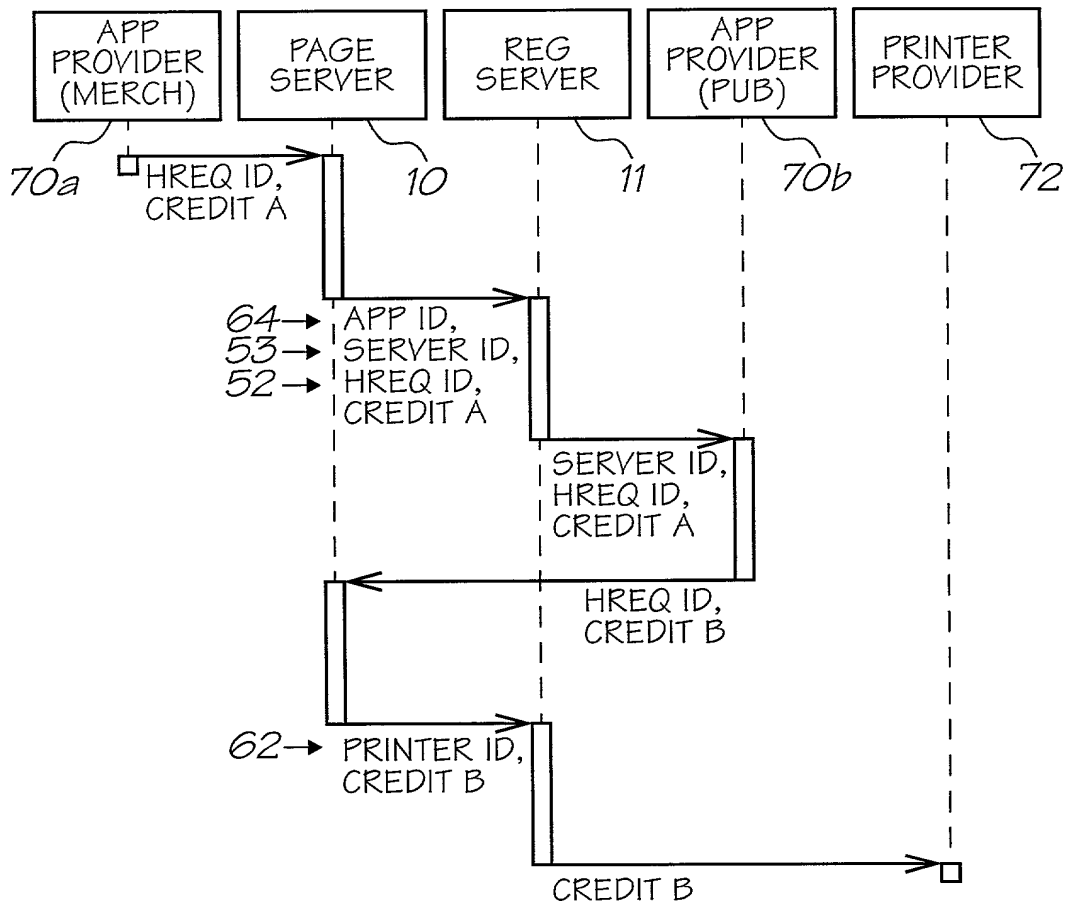 APP
PROVIDER
(MERCH)
PAGE
SERVER
REG
SERVER
APP
PROVIDER
(PUB)
PRINTER
PROVIDER
70a
10
11
70b
72
HREQ ID,
CREDIT A
64
APP ID,
53
SERVER ID,
52
HREQ ID,
CREDIT A
SERVER ID,
HREQ ID,
CREDIT A
HREQ ID,
CREDIT B
62
PRINTER ID,
CREDIT B
CREDIT B